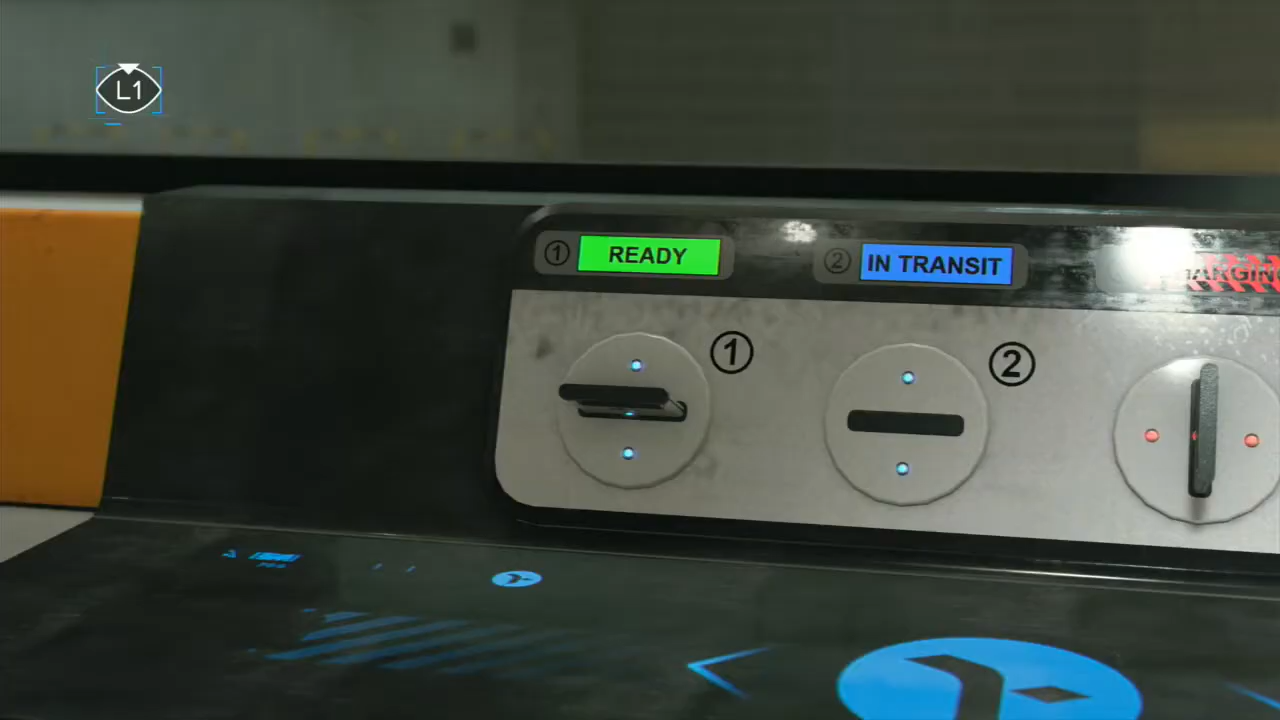 L1
① READY
② IN TRANSIT
①
②